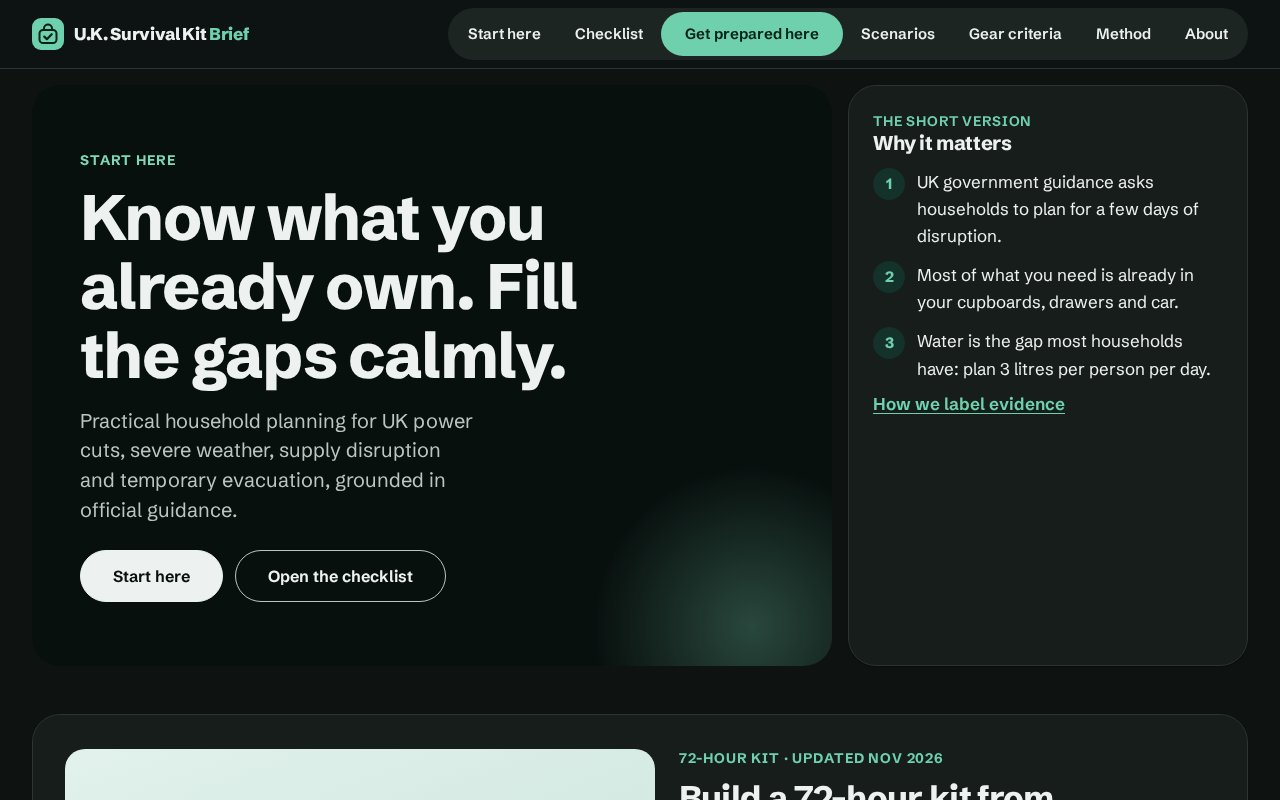 U.K. Survival Kit Brief
Start here
Checklist
Get prepared here
Scenarios
Gear criteria
Method
About
START HERE
Know what you
already own. Fill
the gaps calmly.
Practical household planning for UK power
cuts, severe weather, supply disruption
and temporary evacuation, grounded in
official guidance.
Start here
Open the checklist
THE SHORT VERSION
Why it matters
1
UK government guidance asks
households to plan for a few days of
disruption.
2
Most of what you need is already in
your cupboards, drawers and car.
3
Water is the gap most households
have: plan 3 litres per person per day.
How we label evidence
72-HOUR KIT · UPDATED NOV 2026
Build a 72-hour kit from